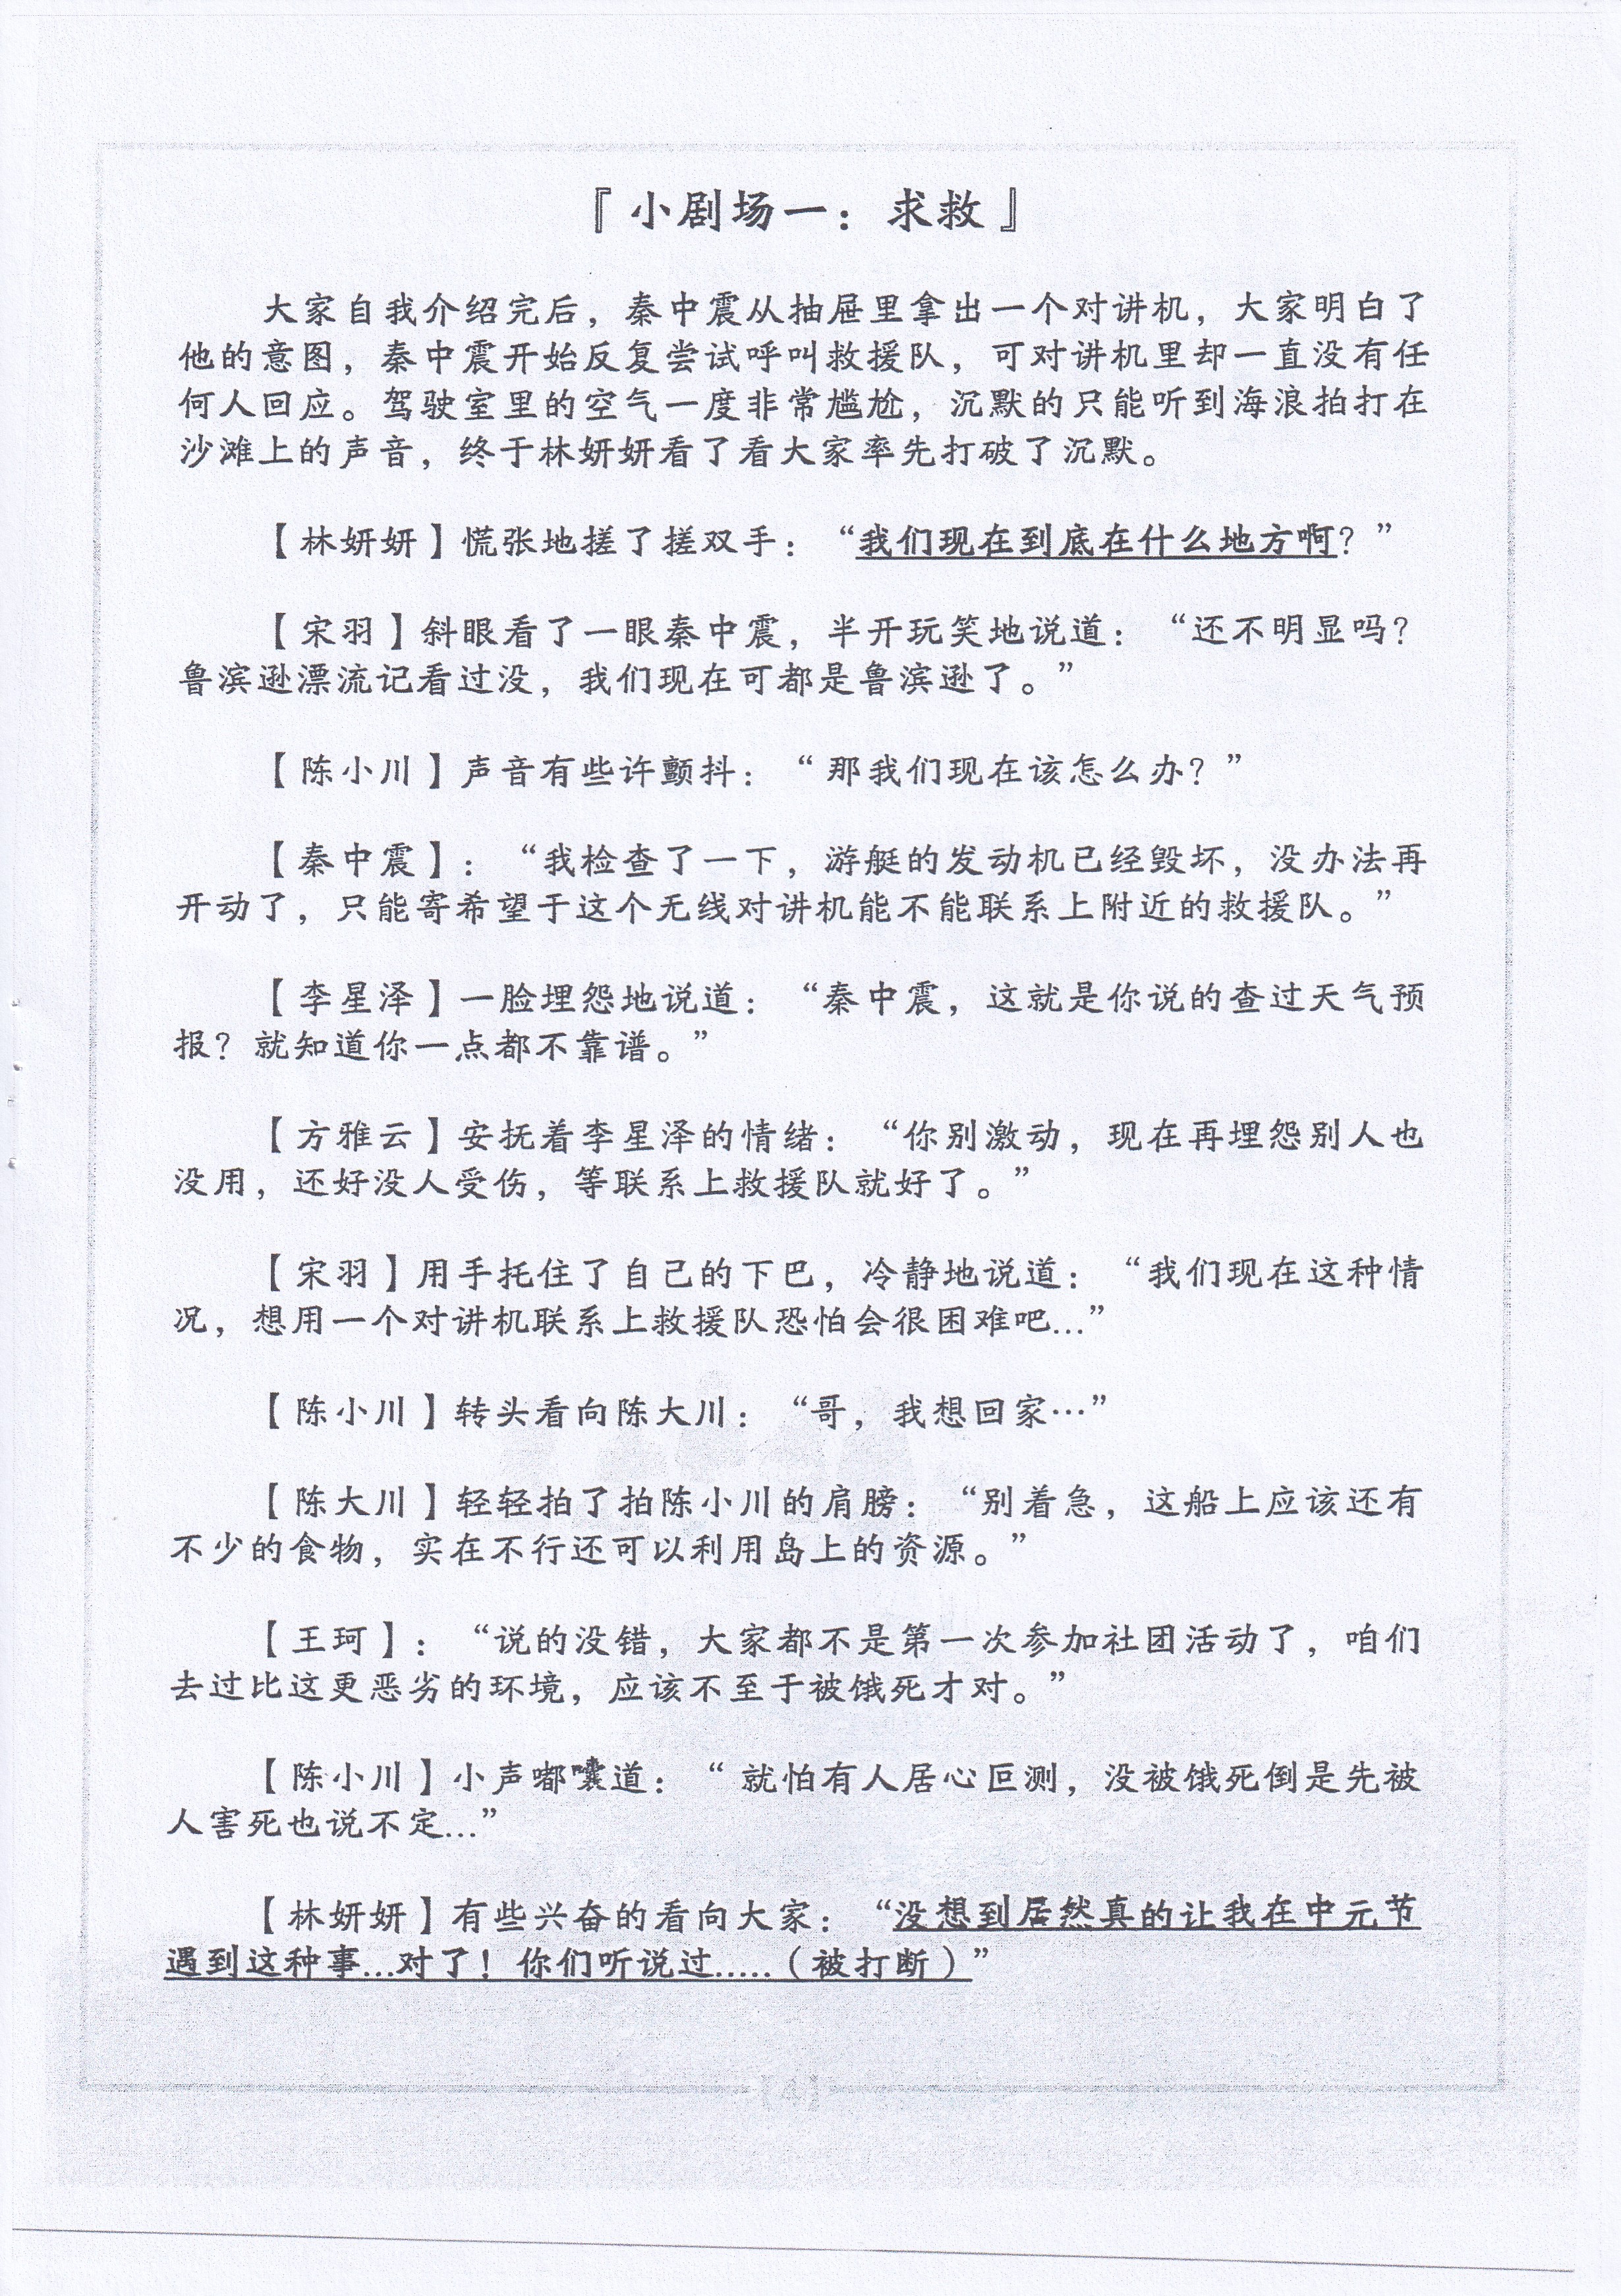 『小剧场一：求救』
大家自我介绍完后，秦中震从抽屉里拿出一个对讲机，大家明白了
他的意图，秦中震开始反复尝试呼叫救援队，可对讲机里却一直没有任
何人回应。驾驶室里的空气一度非常尴尬，沉默的只能听到海浪拍打在
沙滩上的声音，终于林妍妍看了看大家率先打破了沉默。
【林妍妍】慌张地搓了搓双手：“我们现在到底在什么地方啊？”
【宋羽】斜眼看了一眼秦中震，半开玩笑地说道：“还不明显吗？
鲁滨逊漂流记看过没，我们现在可都是鲁滨逊了。”
【陈小川】声音有些许颤抖：“那我们现在该怎么办？”
【秦中震】：“我检查了一下，游艇的发动机已经毁坏，没办法再
开动了，只能寄希望于这个无线对讲机能不能联系上附近的救援队。”
【李星泽】一脸埋怨地说道：“秦中震，这就是你说的查过天气预
报？就知道你一点都不靠谱。”
【方雅云】安抚着李星泽的情绪：“你别激动，现在再埋怨别人也
没用，还好没人受伤，等联系上救援队就好了。”
【宋羽】用手托住了自己的下巴，冷静地说道：“我们现在这种情
况，想用一个对讲机联系上救援队恐怕会很困难吧...”
【陈小川】转头看向陈大川：“哥，我想回家…”
【陈大川】轻轻拍了拍陈小川的肩膀：“别着急，这船上应该还有
不少的食物，实在不行还可以利用岛上的资源。”
【王珂】：“说的没错，大家都不是第一次参加社团活动了，咱们
去过比这更恶劣的环境，应该不至于被饿死才对。”
【陈小川】小声嘟囔道：“就怕有人居心叵测，没被饿死倒是先被
人害死也说不定...”
【林妍妍】有些兴奋的看向大家：“没想到居然真的让我在中元节
遇到这种事...对了！你们听说过.....（被打断）”